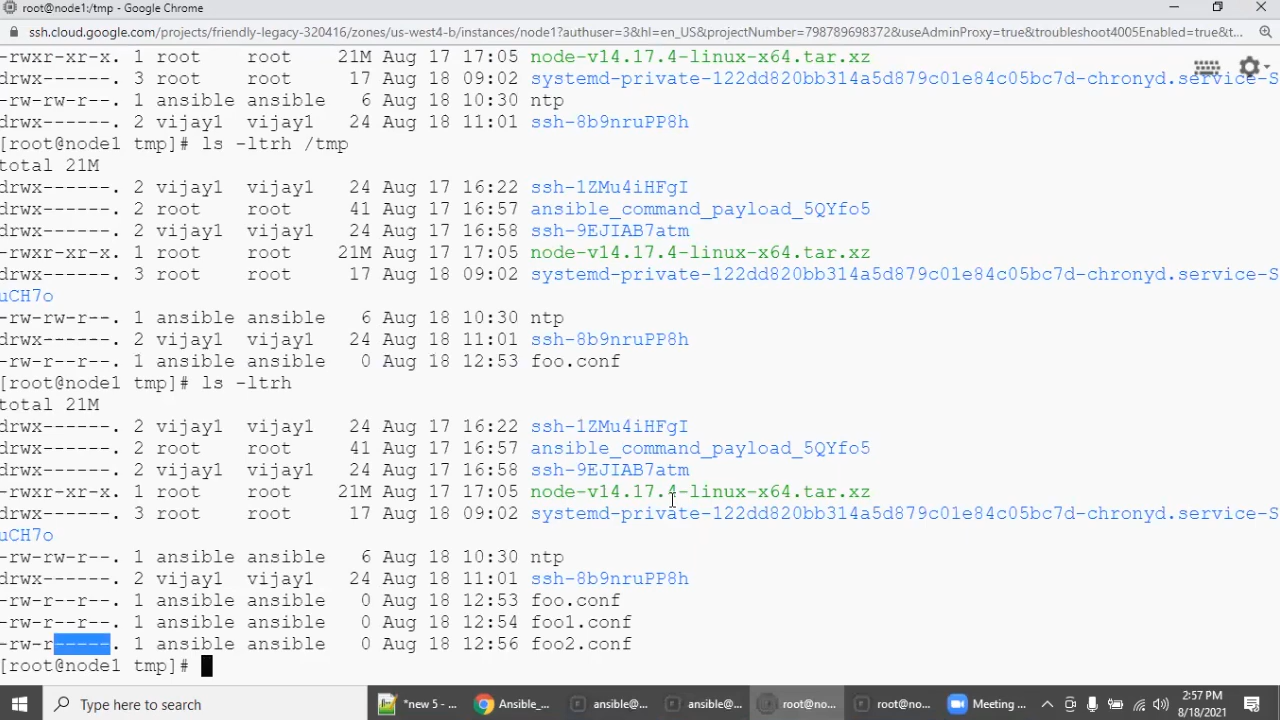 root@node1:/tmp - Google Chrome
ssh.cloud.google.com/projects/friendly-legacy-320416/zones/us-west4-b/instances/node1?authuser=3&hl=en_US&projectNumber=798789698372&useAdminProxy=true&troubleshoot4005Enabled=true&t...
-rwxr-xr-x. 1 root    root     21M Aug 17 17:05 node-v14.17.4-linux-x64.tar.xz
drwx------. 3 root    root      17 Aug 18 09:02 systemd-private-122dd820bb314a5d879c01e84c05bc7d-chronyd.service-S
-rw-rw-r--. 1 ansible ansible    6 Aug 18 10:30 ntp
drwx------. 2 vijay1  vijay1    24 Aug 18 11:01 ssh-8b9nruPP8h
[root@node1 tmp]# ls -ltrh /tmp
total 21M
drwx------. 2 vijay1  vijay1   24 Aug 17 16:22 ssh-1ZMu4iHFgI
drwx------. 2 root    root     41 Aug 17 16:57 ansible_command_payload_5QYfo5
drwx------. 2 vijay1  vijay1   24 Aug 17 16:58 ssh-9EJIAB7atm
-rwxr-xr-x. 1 root    root    21M Aug 17 17:05 node-v14.17.4-linux-x64.tar.xz
drwx------. 3 root    root     17 Aug 18 09:02 systemd-private-122dd820bb314a5d879c01e84c05bc7d-chronyd.service-S
uCH7o
-rw-rw-r--. 1 ansible ansible   6 Aug 18 10:30 ntp
drwx------. 2 vijay1  vijay1   24 Aug 18 11:01 ssh-8b9nruPP8h
-rw-r--r--. 1 ansible ansible   0 Aug 18 12:53 foo.conf
[root@node1 tmp]# ls -ltrh
total 21M
drwx------. 2 vijay1  vijay1   24 Aug 17 16:22 ssh-1ZMu4iHFgI
drwx------. 2 root    root     41 Aug 17 16:57 ansible_command_payload_5QYfo5
drwx------. 2 vijay1  vijay1   24 Aug 17 16:58 ssh-9EJIAB7atm
-rwxr-xr-x. 1 root    root    21M Aug 17 17:05 node-v14.17.4-linux-x64.tar.xz
drwx------. 3 root    root     17 Aug 18 09:02 systemd-private-122dd820bb314a5d879c01e84c05bc7d-chronyd.service-S
uCH7o
-rw-rw-r--. 1 ansible ansible   6 Aug 18 10:30 ntp
drwx------. 2 vijay1  vijay1   24 Aug 18 11:01 ssh-8b9nruPP8h
-rw-r--r--. 1 ansible ansible   0 Aug 18 12:53 foo.conf
-rw-r--r--. 1 ansible ansible   0 Aug 18 12:54 foo1.conf
-rw-r-----. 1 ansible ansible   0 Aug 18 12:56 foo2.conf
[root@node1 tmp]#
Type here to search
*new 5 - ...
Ansible_...
ansible@...
ansible@...
root@no...
root@no...
Meeting ...
2:57 PM
8/18/2021